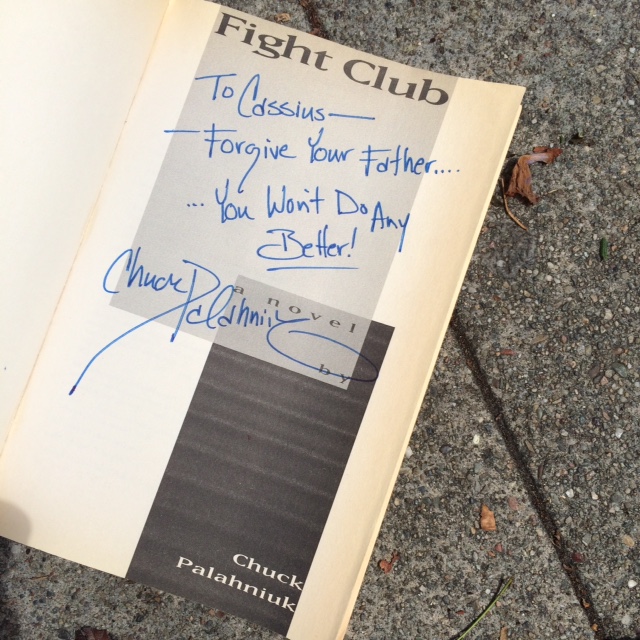 Fight Club
To Cassius—
—Forgive Your Father....
...You Won't Do Any
Better!
Chuck Palahniuk
a novel
by
Chuck
Palahniuk